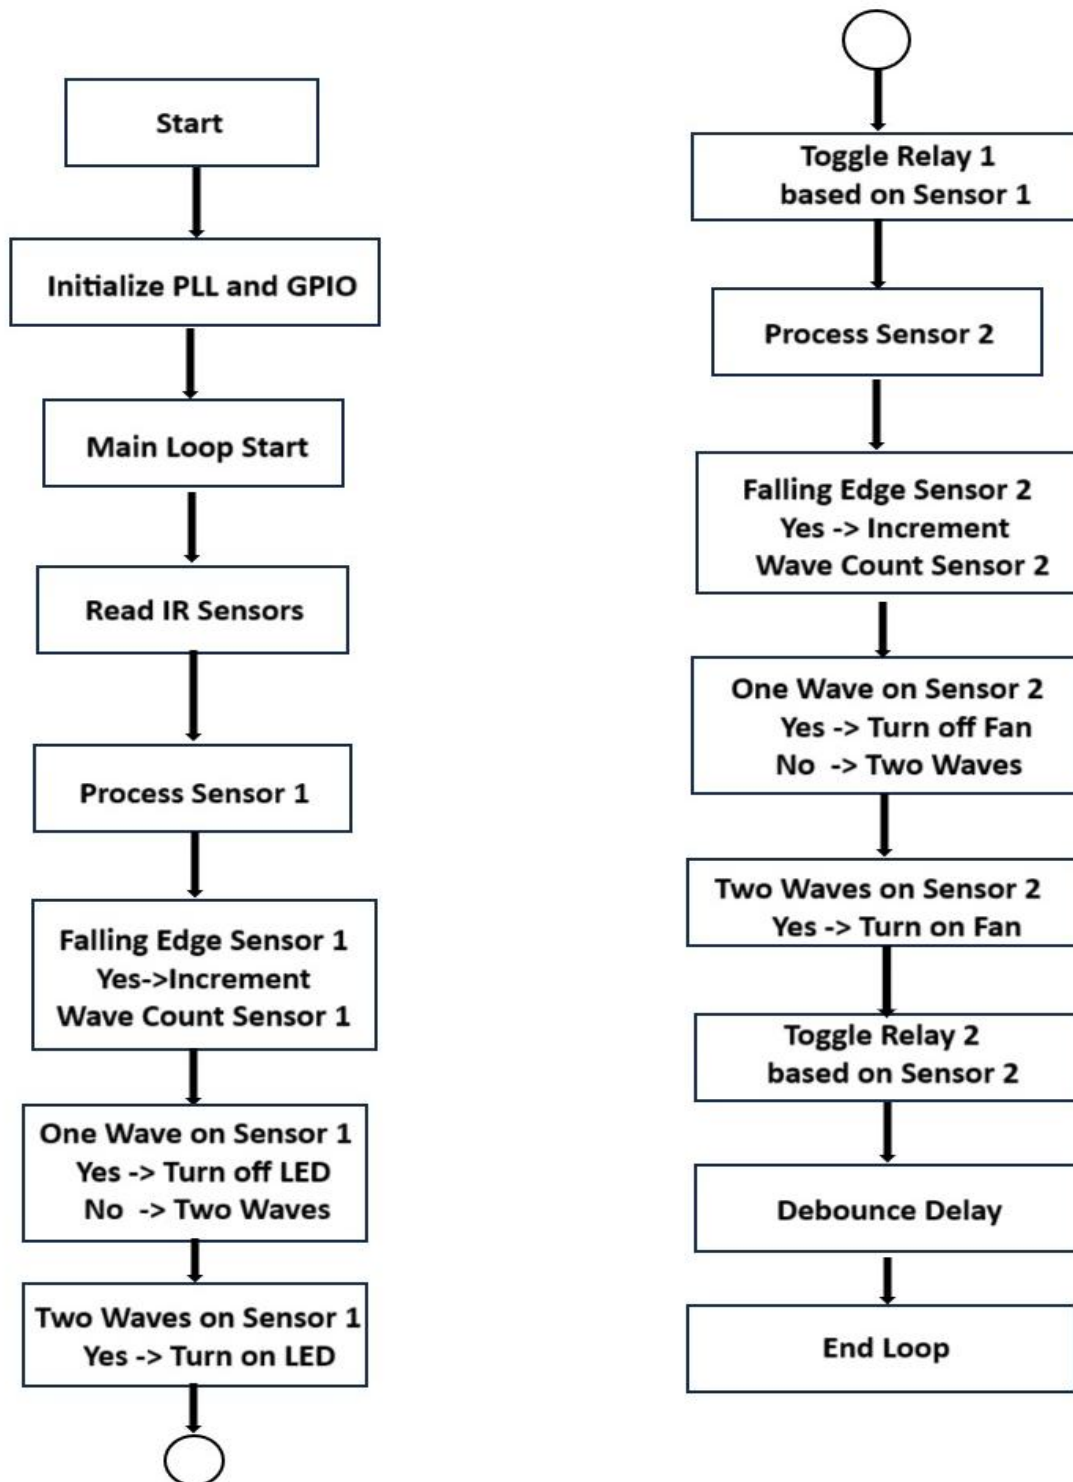 Start
Initialize PLL and GPIO
Main Loop Start
Read IR Sensors
Process Sensor 1
Falling Edge Sensor 1
Yes->Increment
Wave Count Sensor 1
One Wave on Sensor 1
Yes -> Turn off LED
No -> Two Waves
Two Waves on Sensor 1
Yes -> Turn on LED
Toggle Relay 1
based on Sensor 1
Process Sensor 2
Falling Edge Sensor 2
Yes -> Increment
Wave Count Sensor 2
One Wave on Sensor 2
Yes -> Turn off Fan
No -> Two Waves
Two Waves on Sensor 2
Yes -> Turn on Fan
Toggle Relay 2
based on Sensor 2
Debounce Delay
End Loop